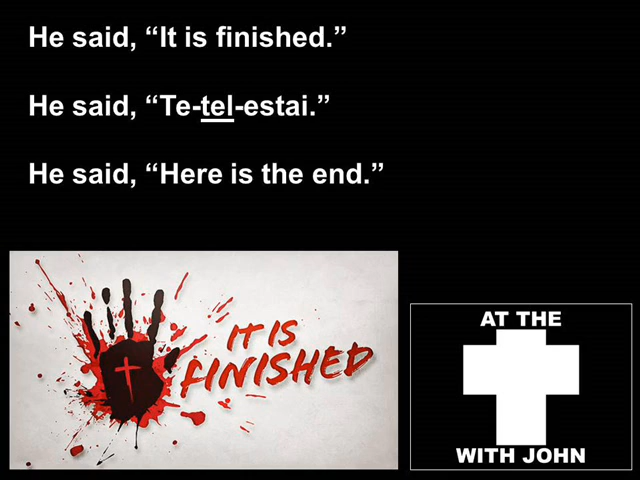 He said, “It is finished.”
He said, “Te-tel-estai.”
He said, “Here is the end.”
IT IS
FINISHED
AT THE
WITH JOHN